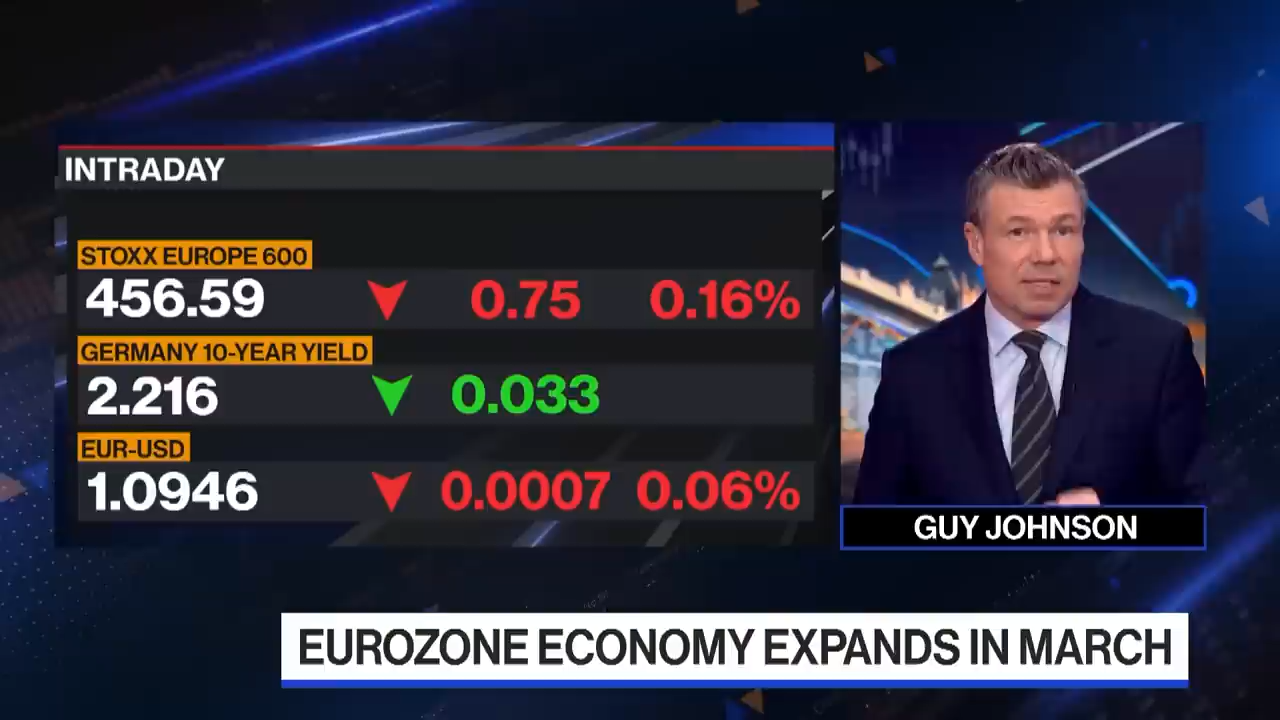 INTRADAY
STOXX EUROPE 600
456.59 0.75 0.16%
GERMANY 10-YEAR YIELD
2.216 0.033
EUR-USD
1.0946 0.0007 0.06%
GUY JOHNSON
EUROZONE ECONOMY EXPANDS IN MARCH